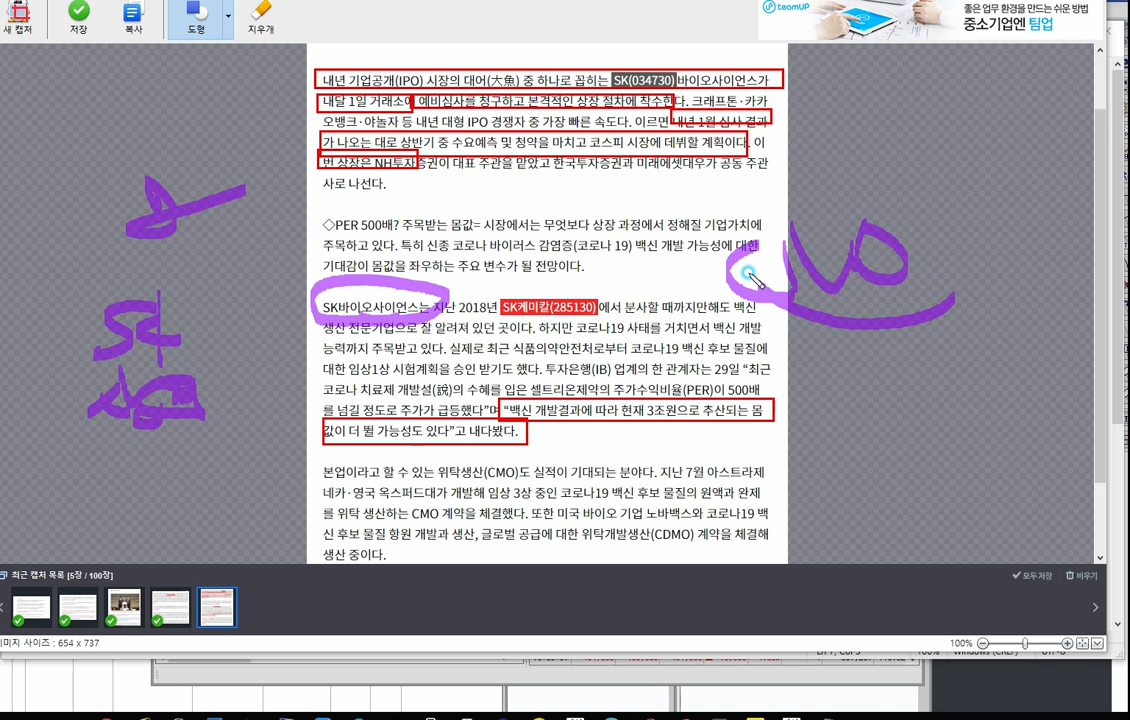 새 캡처
저장
복사
도형
지우개
teamUP
좋은 업무 환경을 만드는 쉬운 방법
중소기업엔 팀업
내년 기업공개(IPO) 시장의 대어(大魚) 중 하나로 꼽히는 SK(034730)바이오사이언스가
내달 1일 거래소에 예비심사를 청구하고 본격적인 상장 절차에 착수한다. 크래프톤·카카
오뱅크·야놀자 등 내년 대형 IPO 경쟁자 중 가장 빠른 속도다. 이르면 내년 1월 심사 결과
가 나오는 대로 상반기 중 수요예측 및 청약을 마치고 코스피 시장에 데뷔할 계획이다. 이
번 상장은 NH투자증권이 대표 주관을 맡았고 한국투자증권과 미래에셋대우가 공동 주관
사로 나선다.
◇PER 500배? 주목받는 몸값= 시장에서는 무엇보다 상장 과정에서 정해질 기업가치에
주목하고 있다. 특히 신종 코로나 바이러스 감염증(코로나 19) 백신 개발 가능성에 대한
기대감이 몸값을 좌우하는 주요 변수가 될 전망이다.
SK바이오사이언스는 지난 2018년 SK케미칼(285130)에서 분사할 때까지만해도 백신
생산 전문기업으로 잘 알려져 있던 곳이다. 하지만 코로나19 사태를 거치면서 백신 개발
능력까지 주목받고 있다. 실제로 최근 식품의약안전처로부터 코로나19 백신 후보 물질에
대한 임상1상 시험계획을 승인 받기도 했다. 투자은행(IB) 업계의 한 관계자는 29일 “최근
코로나 치료제 개발설(說)의 수혜를 입은 셀트리온제약의 주가수익비율(PER)이 500배
를 넘길 정도로 주가가 급등했다”며 “백신 개발결과에 따라 현재 3조원으로 추산되는 몸
값이 더 뛸 가능성도 있다”고 내다봤다.
본업이라고 할 수 있는 위탁생산(CMO)도 실적이 기대되는 분야다. 지난 7월 아스트라제
네카·영국 옥스퍼드대가 개발해 임상 3상 중인 코로나19 백신 후보 물질의 원액과 완제
를 위탁 생산하는 CMO 계약을 체결했다. 또한 미국 바이오 기업 노바백스와 코로나19 백
신 후보 물질 항원 개발과 생산, 글로벌 공급에 대한 위탁개발생산(CDMO) 계약을 체결해
생산 중이다.
최근 캡처 목록 [5장 / 100장]
모두저장
비우기
이미지 사이즈 : 654 x 737
100%